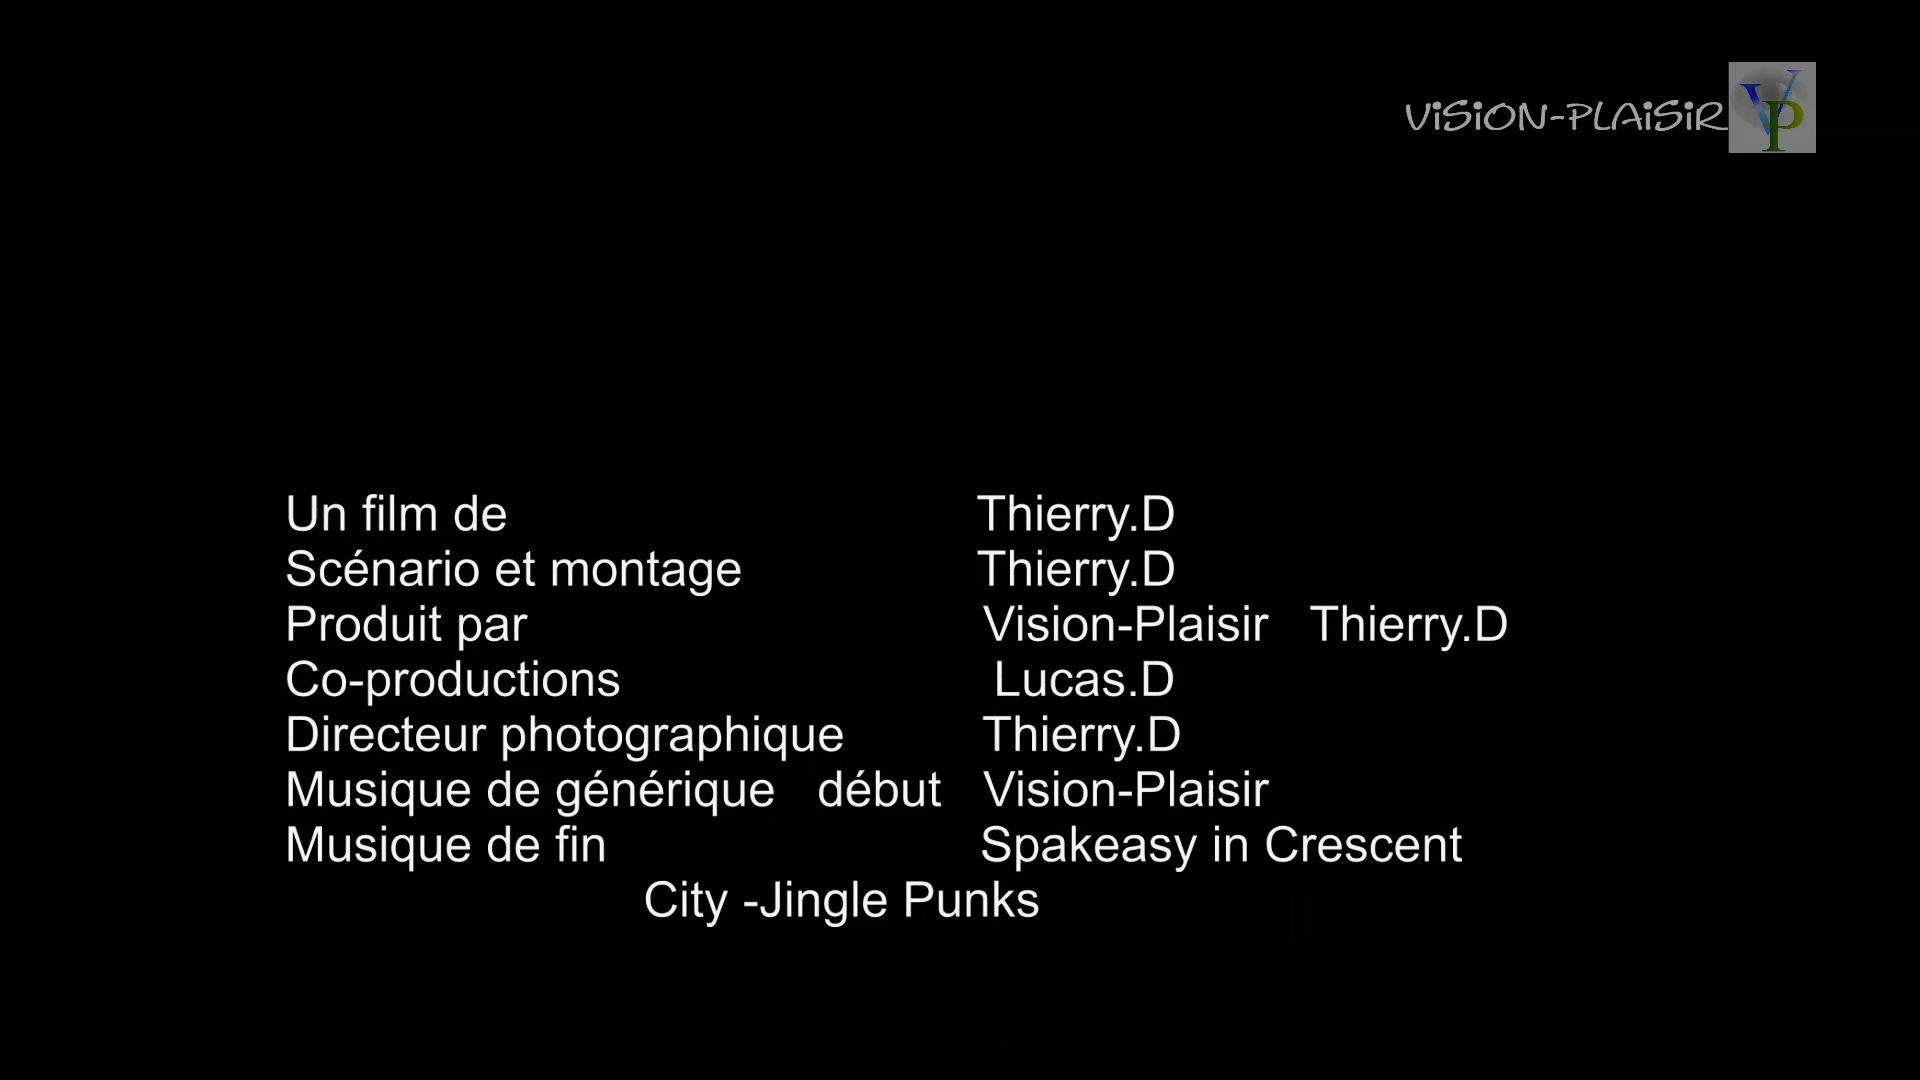 ViSiON-PLAiSiR VP
Un film de Thierry.D
Scénario et montage Thierry.D
Produit par Vision-Plaisir Thierry.D
Co-productions Lucas.D
Directeur photographique Thierry.D
Musique de générique début Vision-Plaisir
Musique de fin Spakeasy in Crescent
City -Jingle Punks